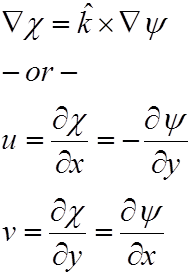 ∇χ = k̂ × ∇ψ
– or –
u = ∂χ/∂x = −∂ψ/∂y
v = ∂χ/∂y = ∂ψ/∂x